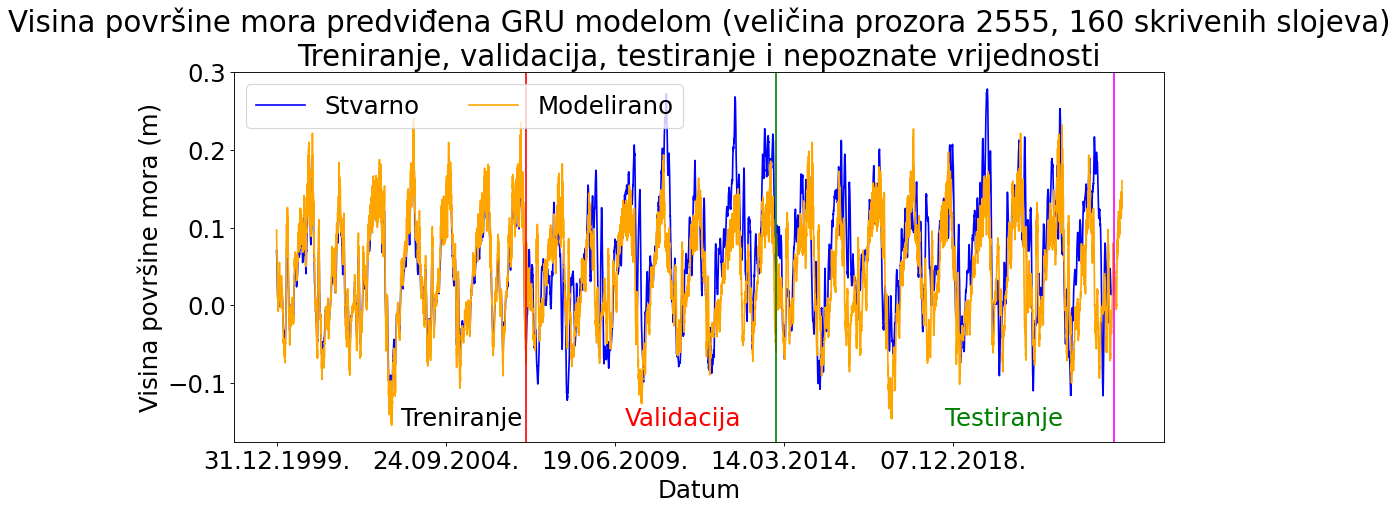 Visina površine mora predviđena GRU modelom (veličina prozora 2555, 160 skrivenih slojeva)
Treniranje, validacija, testiranje i nepoznate vrijednosti
Stvarno Modelirano
Visina površine mora (m)
0.3
0.2
0.1
0.0
−0.1
Treniranje Validacija Testiranje
31.12.1999. 24.09.2004. 19.06.2009. 14.03.2014. 07.12.2018.
Datum